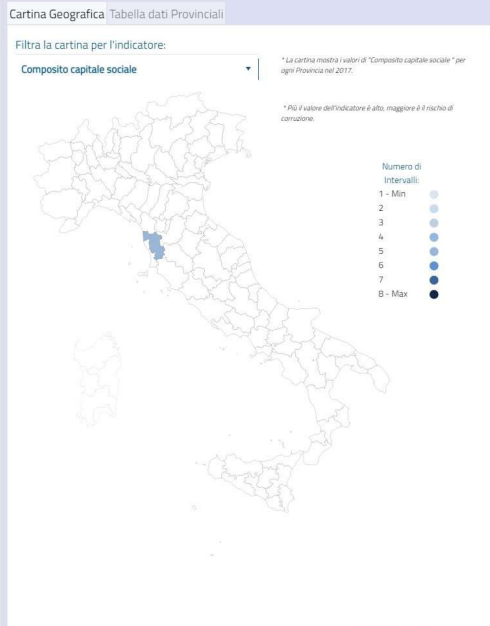 Cartina Geografica Tabella dati Provinciali
Filtra la cartina per l'indicatore:
Composito capitale sociale
* La cartina mostra i valori di "Composito capitale sociale " per
ogni Provincia nel 2017.
* Più il valore dell'indicatore è alto, maggiore è il rischio di
corruzione.
Numero di
Intervalli:
1 - Min
2
3
4
5
6
7
8 - Max